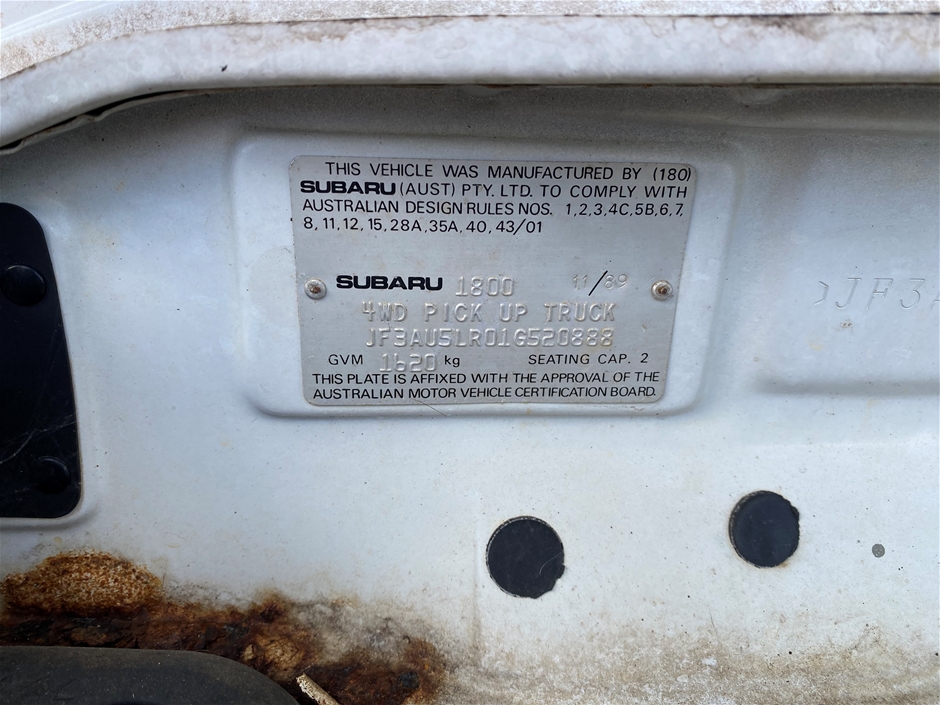 THIS VEHICLE WAS MANUFACTURED BY (180)
SUBARU (AUST) PTY. LTD. TO COMPLY WITH
AUSTRALIAN DESIGN RULES NOS. 1,2,3,4C,5B,6,7,
8,11,12,15,28A,35A,40,43/01
SUBARU 1800 11/89
4WD PICK UP TRUCK
JF3AU5LR01G520888
GVM 1620 kg SEATING CAP. 2
THIS PLATE IS AFFIXED WITH THE APPROVAL OF THE
AUSTRALIAN MOTOR VEHICLE CERTIFICATION BOARD.
JF3A